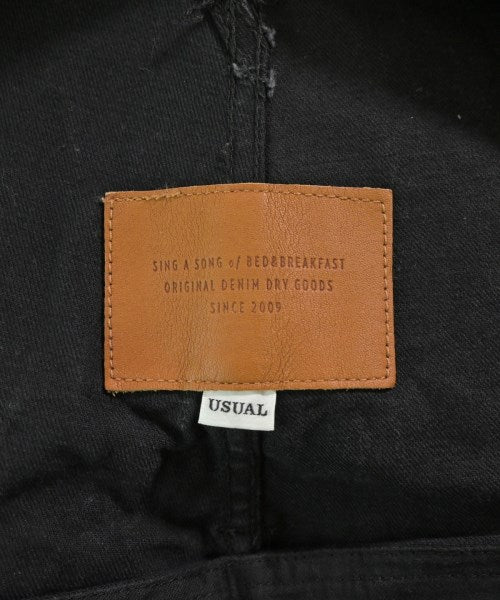 SING A SONG of BED&BREAKFAST
ORIGINAL DENIM DRY GOODS
SINCE 2009
USUAL